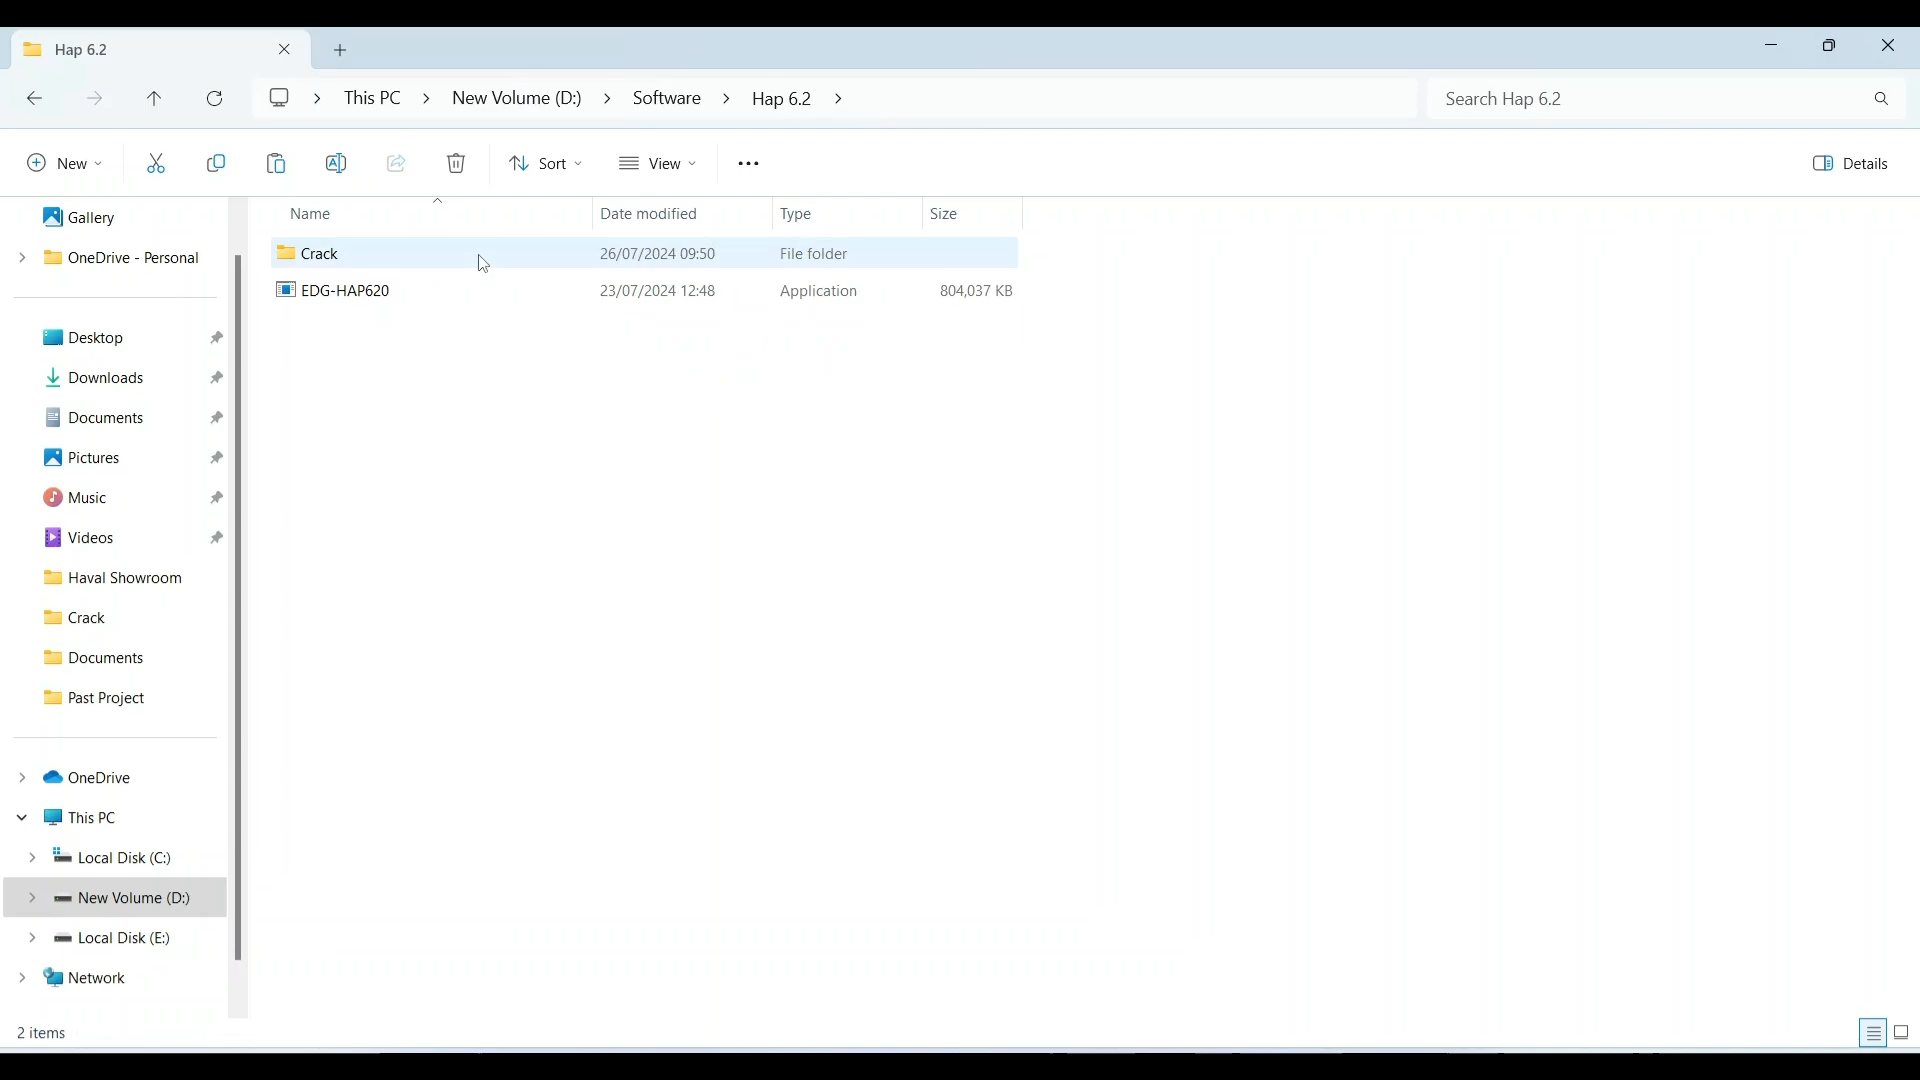 Hap 6.2
This PC > New Volume (D:) > Software > Hap 6.2 >
Search Hap 6.2
New
Sort
View
Details
Name Date modified Type Size
Crack 26/07/2024 09:50 File folder
EDG-HAP620 23/07/2024 12:48 Application 804,037 KB
Gallery
OneDrive - Personal
Desktop
Downloads
Documents
Pictures
Music
Videos
Haval Showroom
Crack
Documents
Past Project
OneDrive
This PC
Local Disk (C:)
New Volume (D:)
Local Disk (E:)
Network
2 items